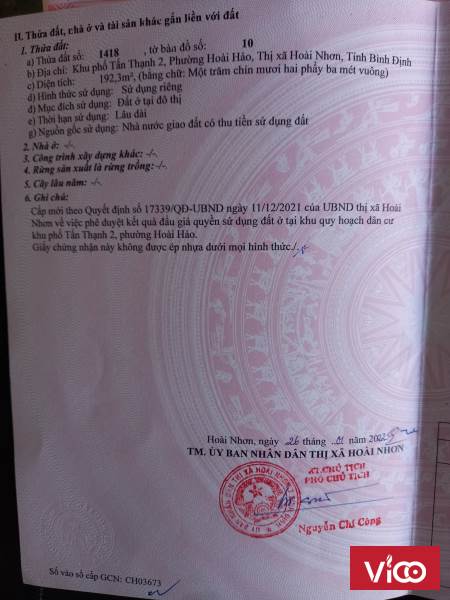 II. Thửa đất, nhà ở và tài sản khác gắn liền với đất
1. Thửa đất:
a) Thửa đất số: 1418 , tờ bản đồ số: 10
b) Địa chỉ: Khu phố Tấn Thạnh 2, Phường Hoài Hảo, Thị xã Hoài Nhơn, Tỉnh Bình Định
c) Diện tích: 192,3m², (bằng chữ: Một trăm chín mươi hai phẩy ba mét vuông)
d) Hình thức sử dụng: Sử dụng riêng
đ) Mục đích sử dụng: Đất ở tại đô thị
e) Thời hạn sử dụng: Lâu dài
g) Nguồn gốc sử dụng: Nhà nước giao đất có thu tiền sử dụng đất
2. Nhà ở: -/-
3. Công trình xây dựng khác: -/-
4. Rừng sản xuất là rừng trồng: -/-
5. Cây lâu năm: -/-
6. Ghi chú:
Cấp mới theo Quyết định số 17339/QĐ-UBND ngày 11/12/2021 của UBND thị xã Hoài
Nhơn về việc phê duyệt kết quả đấu giá quyền sử dụng đất ở tại khu quy hoạch dân cư
khu phố Tấn Thạnh 2, phường Hoài Hảo.
Giấy chứng nhận này không được ép nhựa dưới mọi hình thức./.
Hoài Nhơn, ngày 26 tháng 01 năm 2022
TM. ỦY BAN NHÂN DÂN THỊ XÃ HOÀI NHƠN
KT. CHỦ TỊCH
PHÓ CHỦ TỊCH
Nguyễn Chí Công
Số vào sổ cấp GCN: CH03673
Vicoo